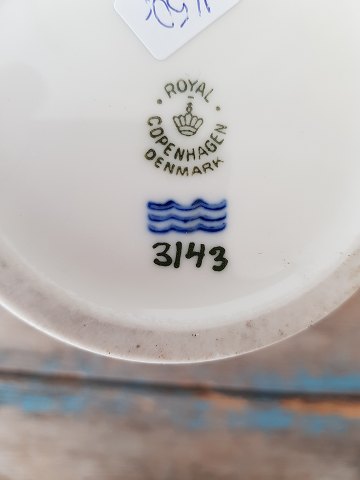 ROYAL
COPENHAGEN
DENMARK
3143